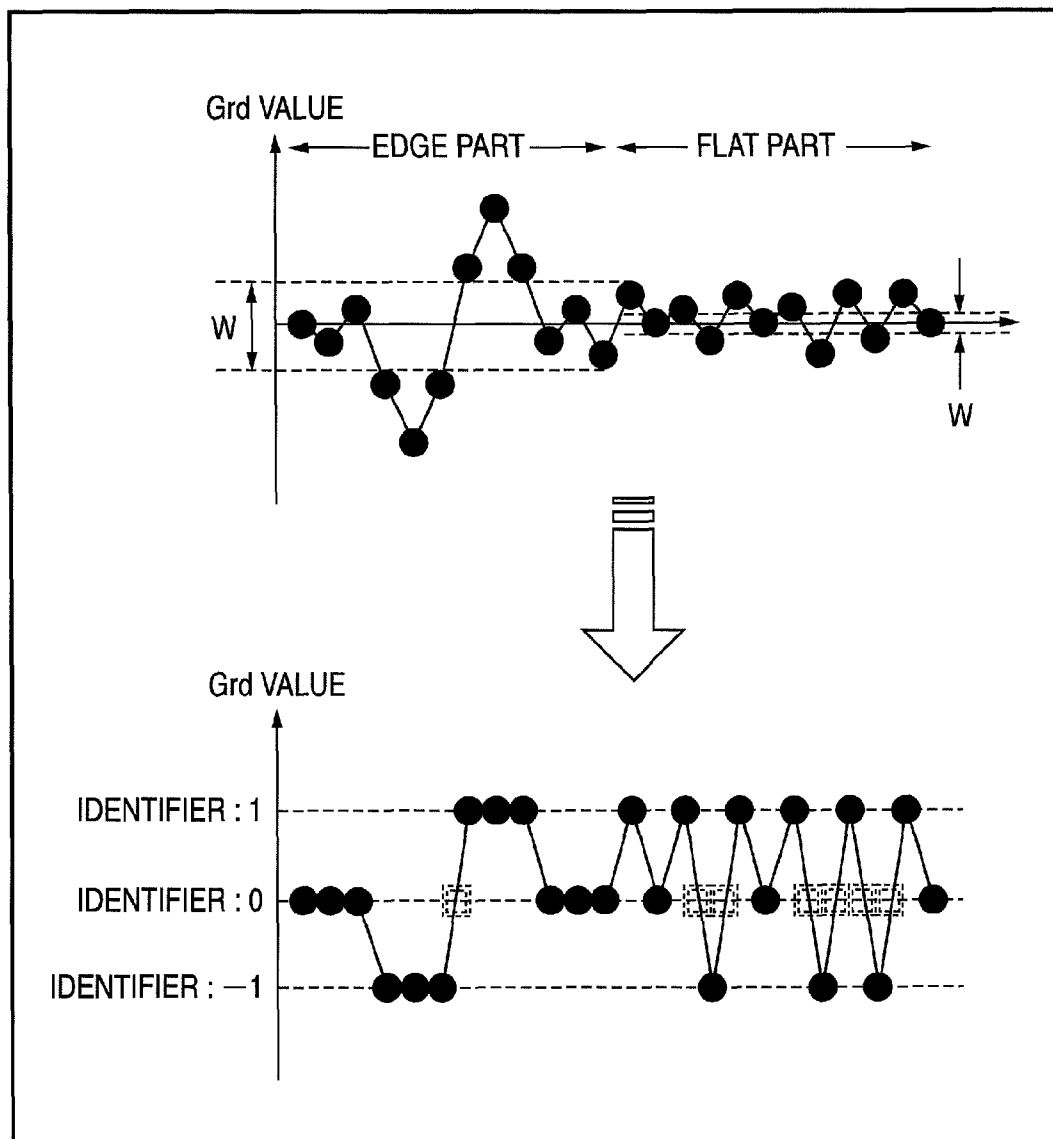 Grd VALUE
EDGE PART
FLAT PART
W
W
Grd VALUE
IDENTIFIER : 1
IDENTIFIER : 0
IDENTIFIER : −1